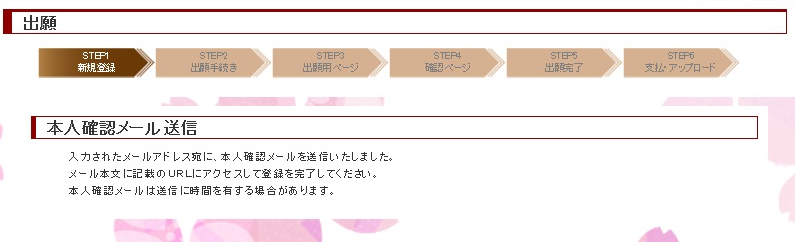 出願
STEP1
新規登録
STEP2
出願手続き
STEP3
出願用ページ
STEP4
確認ページ
STEP5
出願完了
STEP6
支払・アップロード
本人確認メール送信
入力されたメールアドレス宛に、本人確認メールを送信いたしました。
メール本文に記載のURLにアクセスして登録を完了してください。
本人確認メールは送信に時間を有する場合があります。